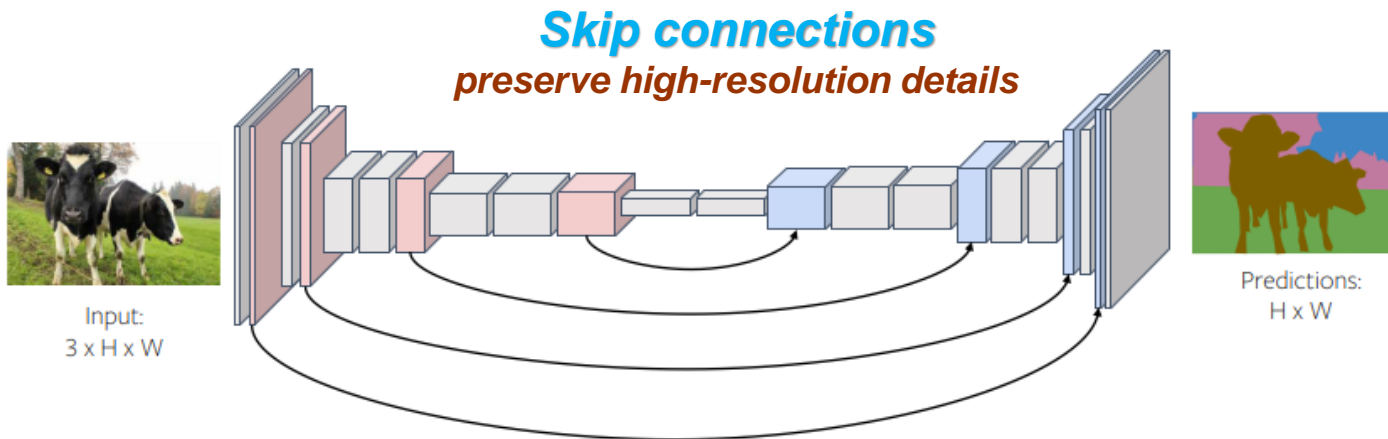 Skip connections
preserve high-resolution details
Input:
3 x H x W
Predictions:
H x W